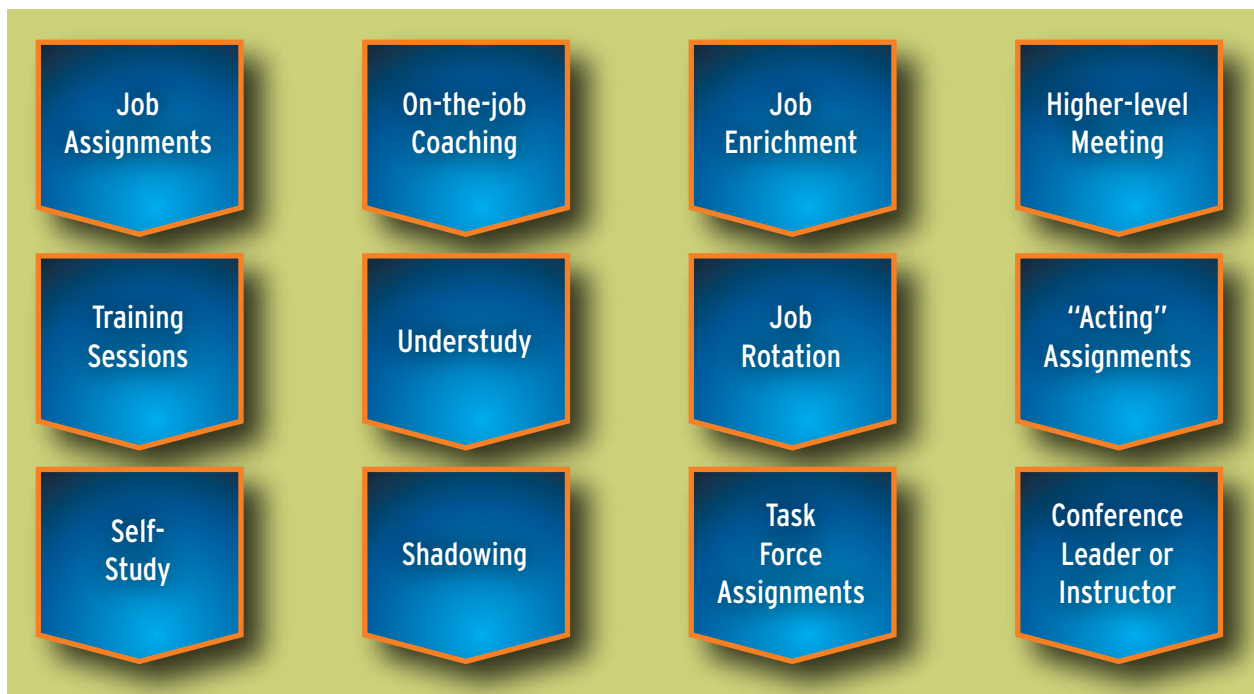 Job
Assignments
On-the-job
Coaching
Job
Enrichment
Higher-level
Meeting
Training
Sessions
Understudy
Job
Rotation
“Acting”
Assignments
Self-
Study
Shadowing
Task
Force
Assignments
Conference
Leader or
Instructor